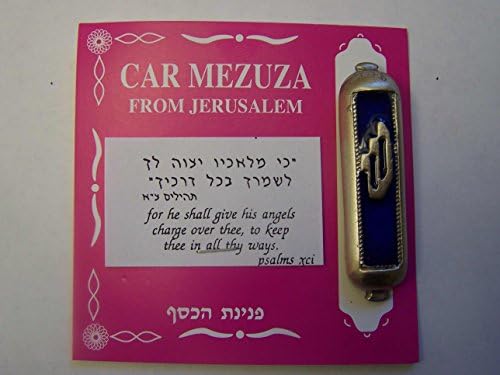 CAR MEZUZA
FROM JERUSALEM
"כי מלאכיו יצוה לך
לשמרך בכל דרכיך"
תהילים צ״א
for he shall give his angels
charge over thee, to keep
thee in all thy ways.
psalms xci
פנינת הכסף
ש